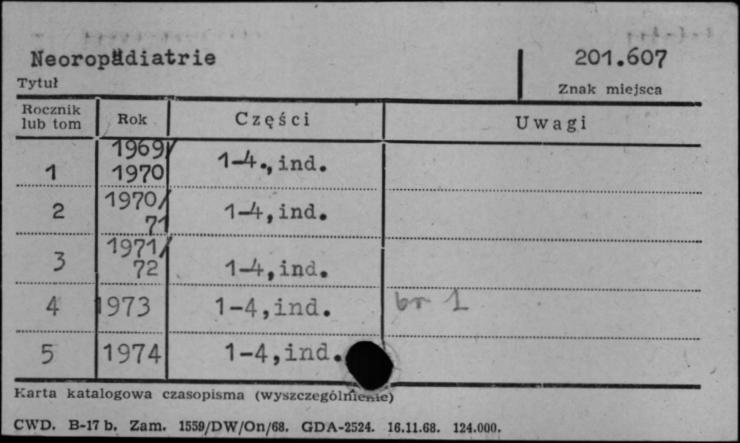 Neoropädiatrie 201.607
Tytuł Znak miejsca
Rocznik lub tom Rok Części Uwagi
1 1969/1970 1-4., ind.
2 1970/71 1-4, ind.
3 1971/72 1-4, ind.
4 1973 1-4, ind. br 1
5 1974 1-4, ind.
Karta katalogowa czasopisma (wyszczególnienie)
CWD. B-17 b. Zam. 1559/DW/On/68. GDA-2524. 16.11.68. 124.000.